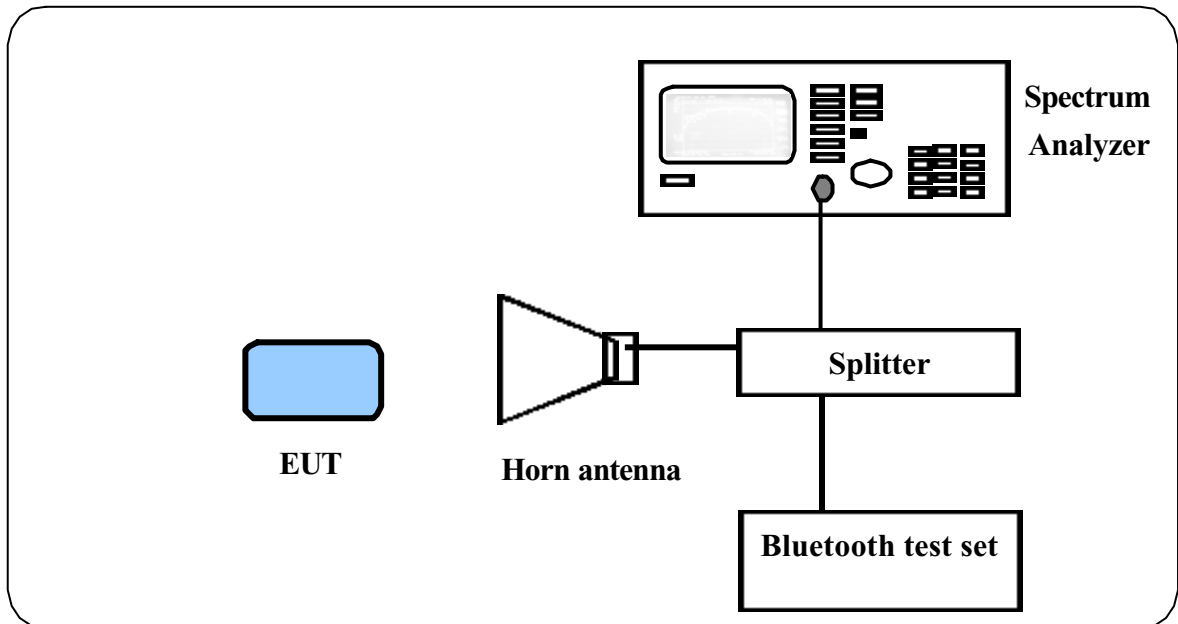 Spectrum
Analyzer
Splitter
EUT
Horn antenna
Bluetooth test set